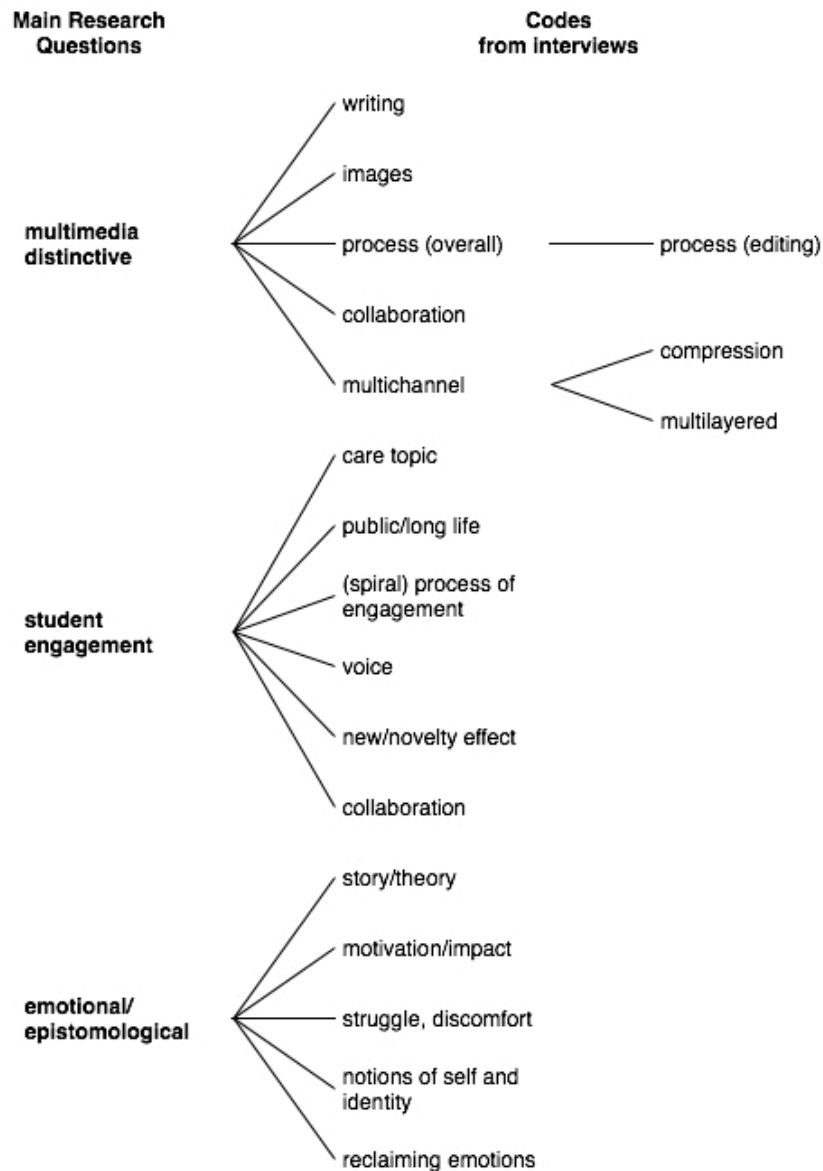 Main Research
Questions
Codes
from interviews
multimedia
distinctive
writing
images
process (overall)
process (editing)
collaboration
multichannel
compression
multilayered
student
engagement
care topic
public/long life
(spiral) process of
engagement
voice
new/novelty effect
collaboration
emotional/
epistomological
story/theory
motivation/impact
struggle, discomfort
notions of self and
identity
reclaiming emotions